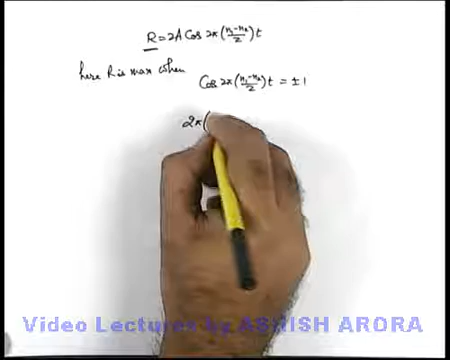 R = 2A Cos 2π (n₁-n₂/2) t
here R is max when
Cos 2π (n₁-n₂/2) t = ±1
2π (
Video Lectures by ASHISH ARORA